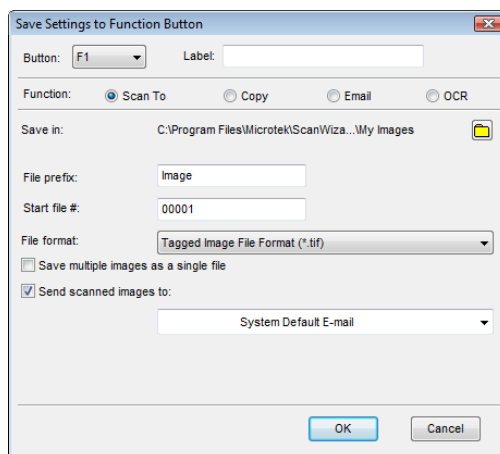 Save Settings to Function Button
Button: F1 Label:
Function: Scan To Copy Email OCR
Save in: C:\Program Files\Microtek\ScanWiza...\My Images
File prefix: Image
Start file #: 00001
File format: Tagged Image File Format (*.tif)
Save multiple images as a single file
Send scanned images to:
System Default E-mail
OK Cancel